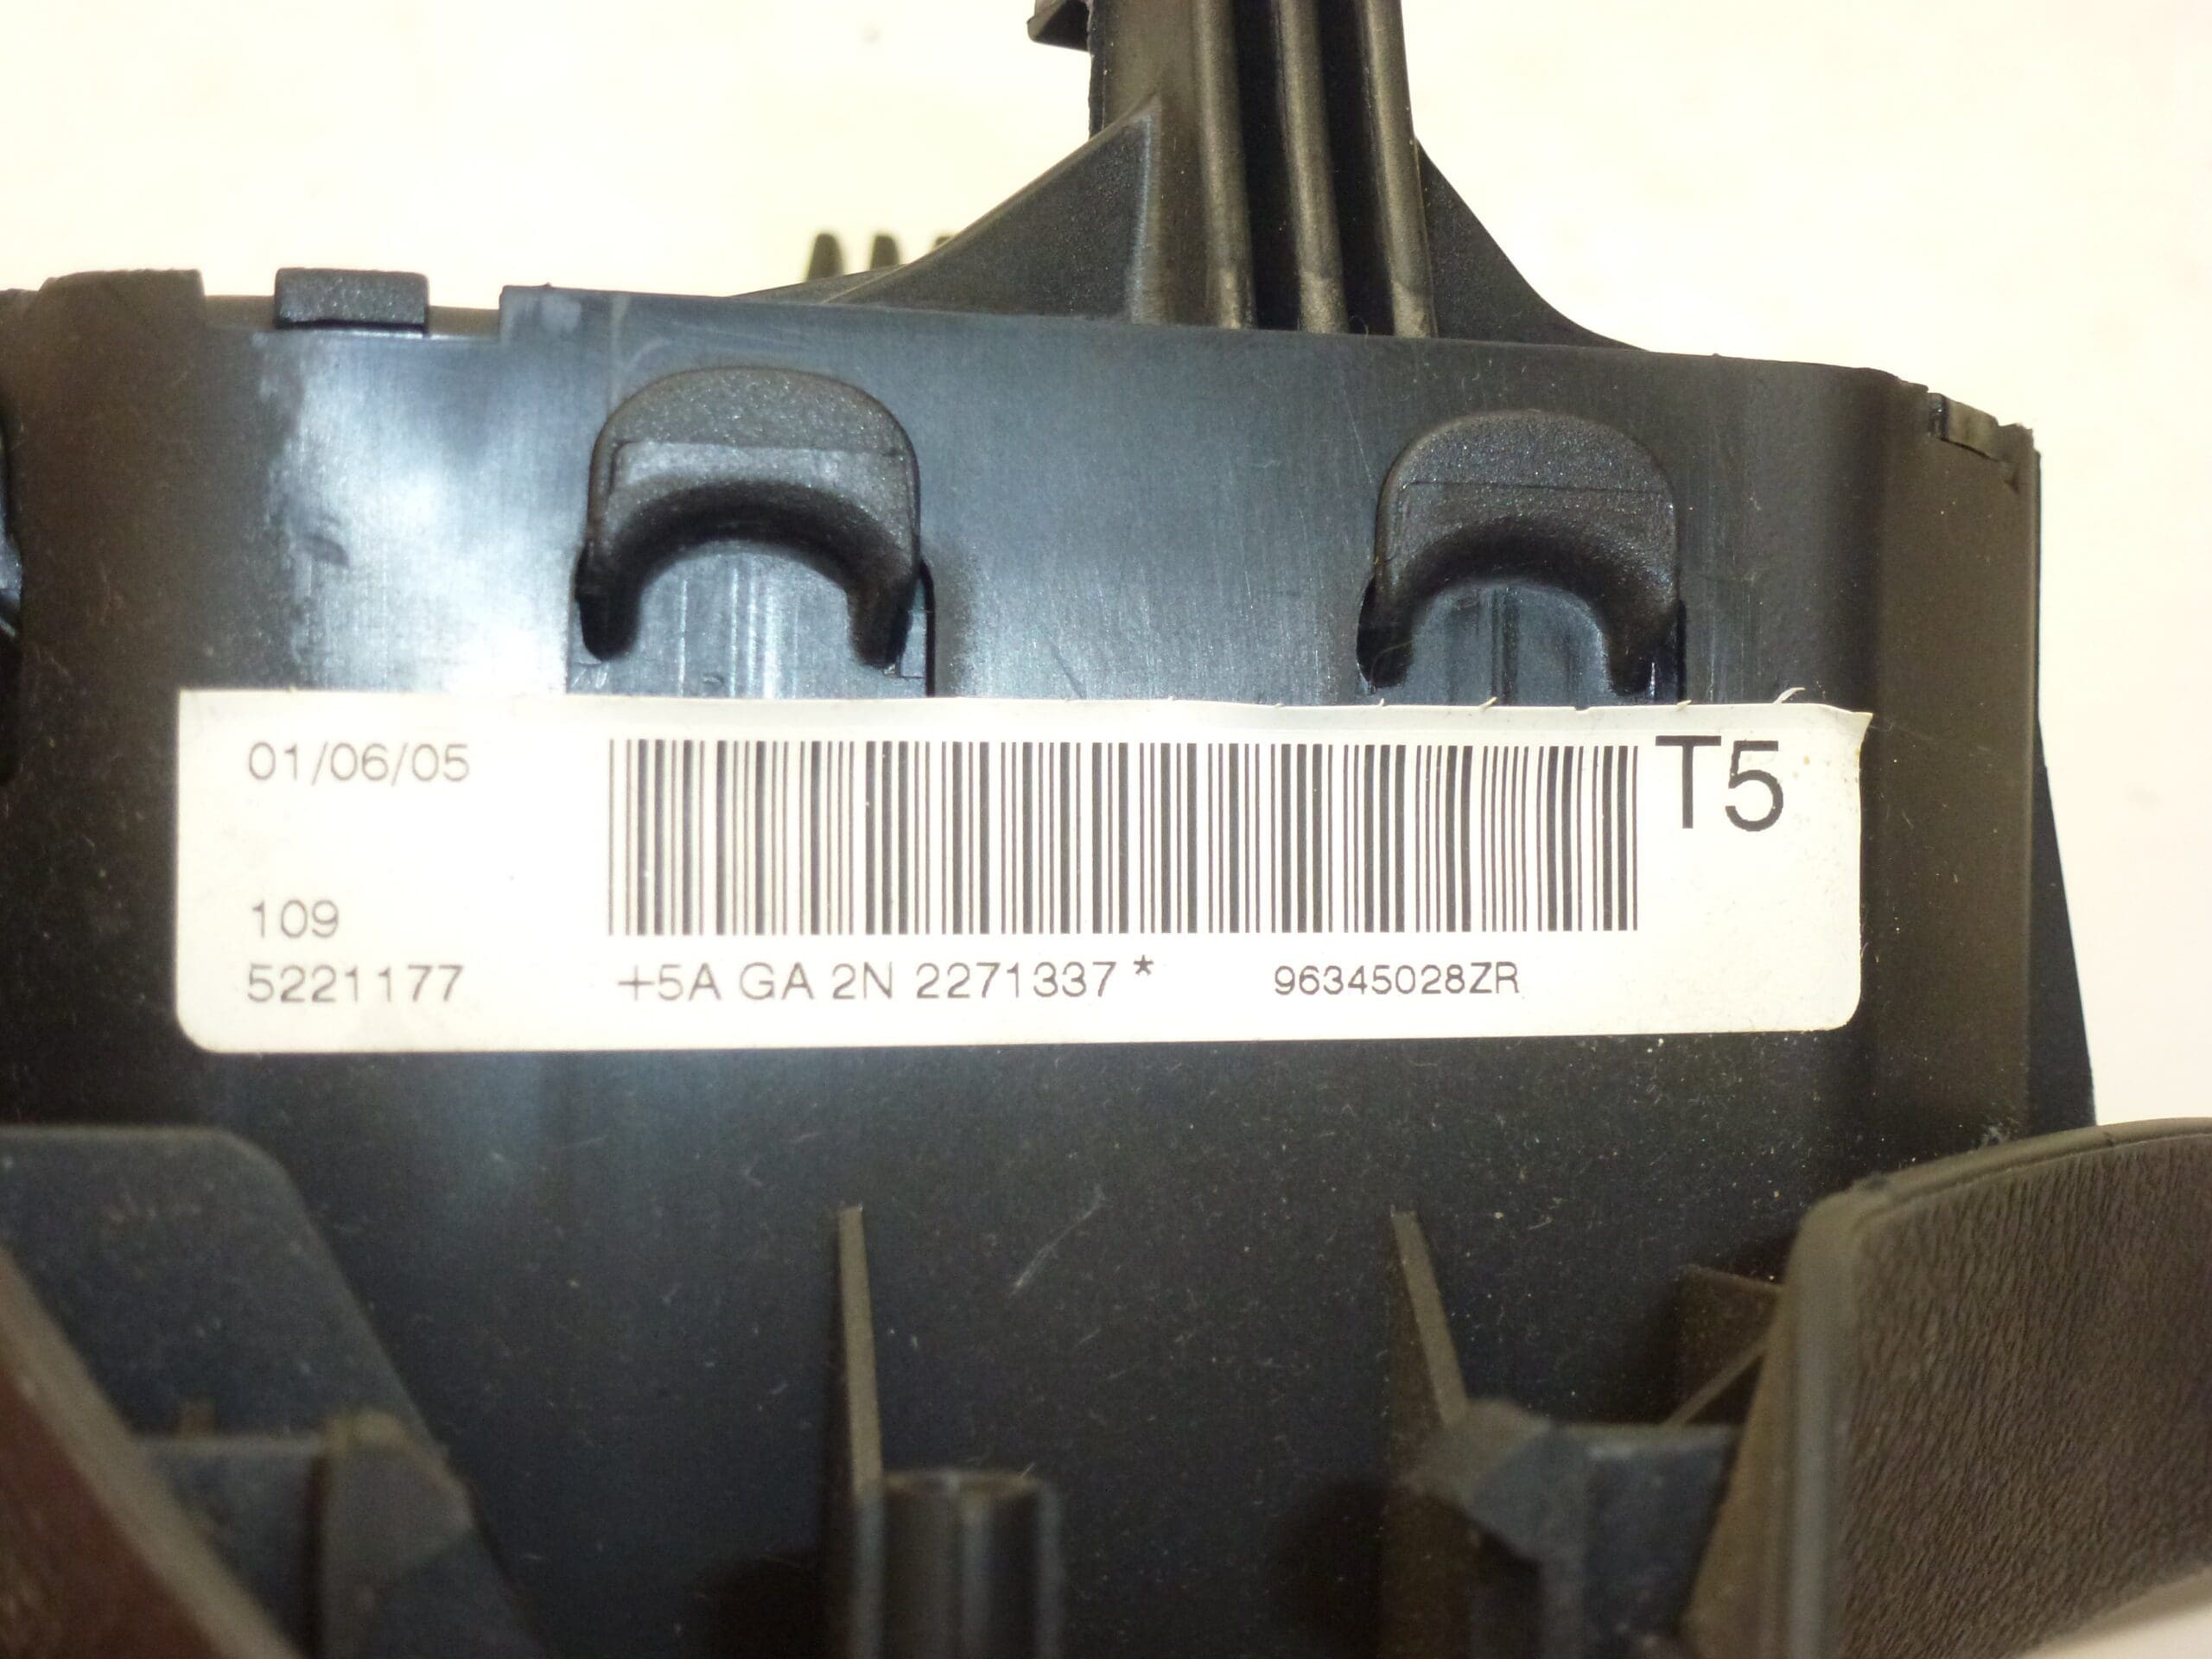 01/06/05
T5
109
5221177 +5A GA 2N 2271337 * 96345028ZR